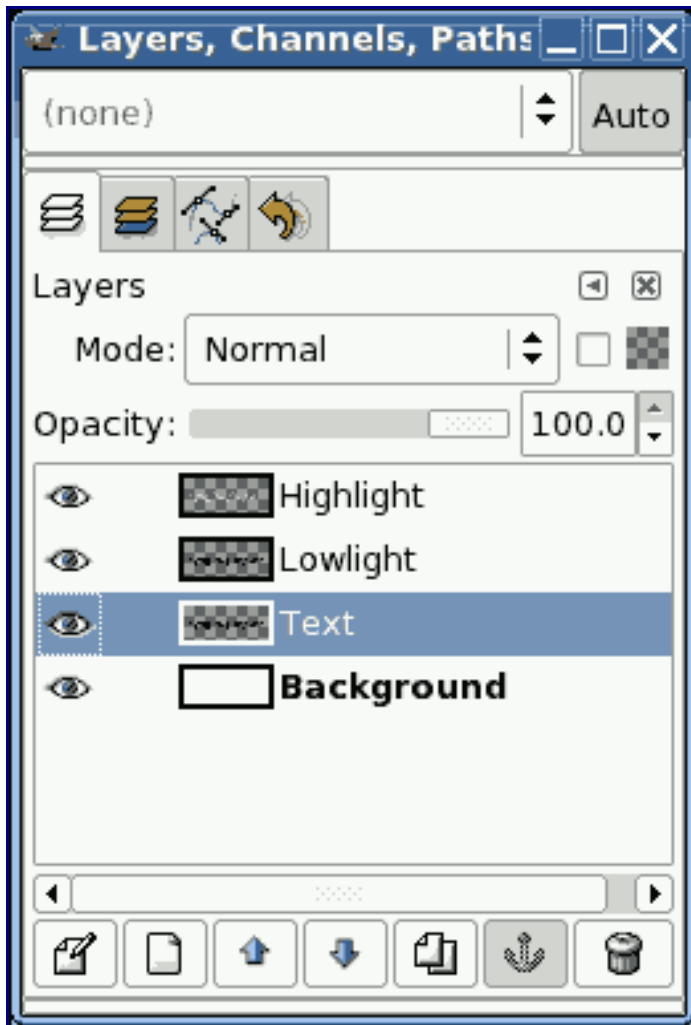 Layers, Channels, Paths
(none) Auto
Layers
Mode: Normal
Opacity: 100.0
Highlight
Lowlight
Text
Background